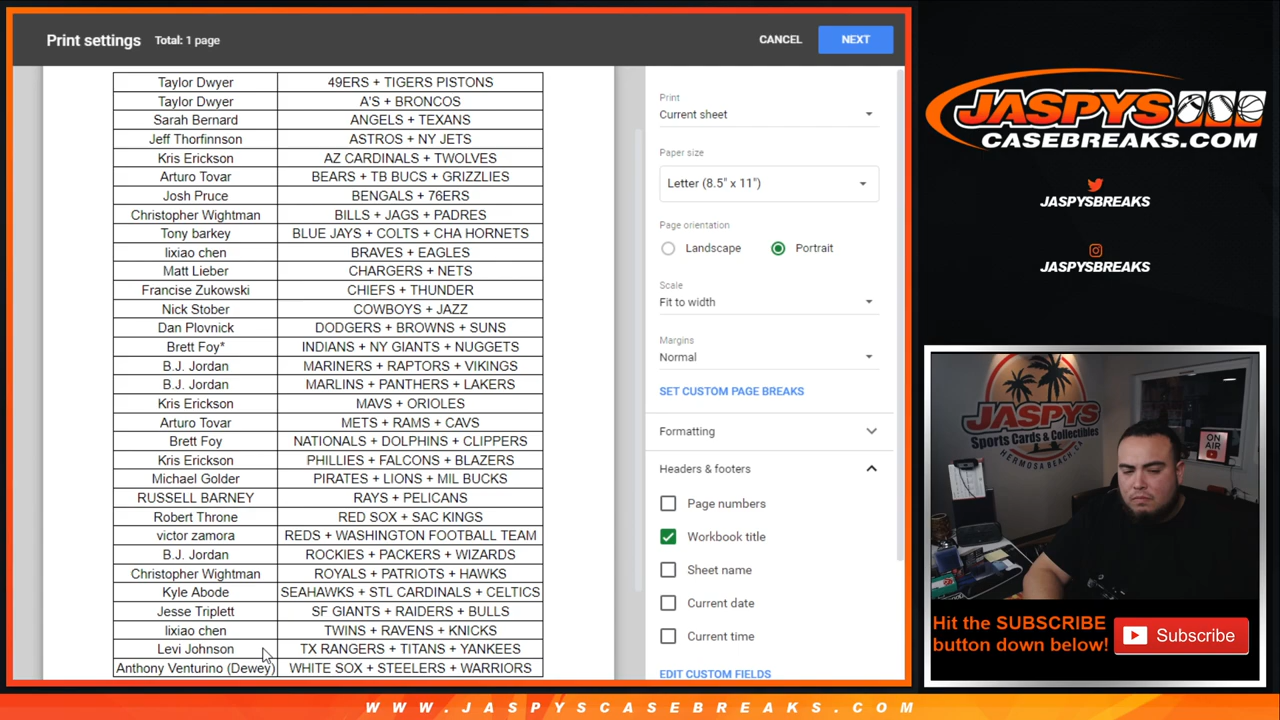 Print settings Total: 1 page
CANCEL
NEXT
Taylor Dwyer 49ERS + TIGERS PISTONS
Taylor Dwyer A'S + BRONCOS
Sarah Bernard ANGELS + TEXANS
Jeff Thorfinnson ASTROS + NY JETS
Kris Erickson AZ CARDINALS + TWOLVES
Arturo Tovar BEARS + TB BUCS + GRIZZLIES
Josh Pruce BENGALS + 76ERS
Christopher Wightman BILLS + JAGS + PADRES
Tony barkey BLUE JAYS + COLTS + CHA HORNETS
lixiao chen BRAVES + EAGLES
Matt Lieber CHARGERS + NETS
Francise Zukowski CHIEFS + THUNDER
Nick Stober COWBOYS + JAZZ
Dan Plovnick DODGERS + BROWNS + SUNS
Brett Foy* INDIANS + NY GIANTS + NUGGETS
B.J. Jordan MARINERS + RAPTORS + VIKINGS
B.J. Jordan MARLINS + PANTHERS + LAKERS
Kris Erickson MAVS + ORIOLES
Arturo Tovar METS + RAMS + CAVS
Brett Foy NATIONALS + DOLPHINS + CLIPPERS
Kris Erickson PHILLIES + FALCONS + BLAZERS
Michael Golder PIRATES + LIONS + MIL BUCKS
RUSSELL BARNEY RAYS + PELICANS
Robert Throne RED SOX + SAC KINGS
victor zamora REDS + WASHINGTON FOOTBALL TEAM
B.J. Jordan ROCKIES + PACKERS + WIZARDS
Christopher Wightman ROYALS + PATRIOTS + HAWKS
Kyle Abode SEAHAWKS + STL CARDINALS + CELTICS
Jesse Triplett SF GIANTS + RAIDERS + BULLS
lixiao chen TWINS + RAVENS + KNICKS
Levi Johnson TX RANGERS + TITANS + YANKEES
Anthony Venturino (Dewey) WHITE SOX + STEELERS + WARRIORS
Print
Current sheet
Paper size
Letter (8.5" x 11")
Page orientation
Landscape
Portrait
Scale
Fit to width
Margins
Normal
SET CUSTOM PAGE BREAKS
Formatting
Headers & footers
Page numbers
Workbook title
Sheet name
Current date
Current time
EDIT CUSTOM FIELDS
JASPYS
CASEBREAKS.COM
JASPYSBREAKS
JASPYSBREAKS
JASPYS
Sports Cards & Collectibles
HERMOSA BEACH, CA
ON AIR
Hit the SUBSCRIBE
button down below!
Subscribe
WWW.JASPYSCASEBREAKS.COM